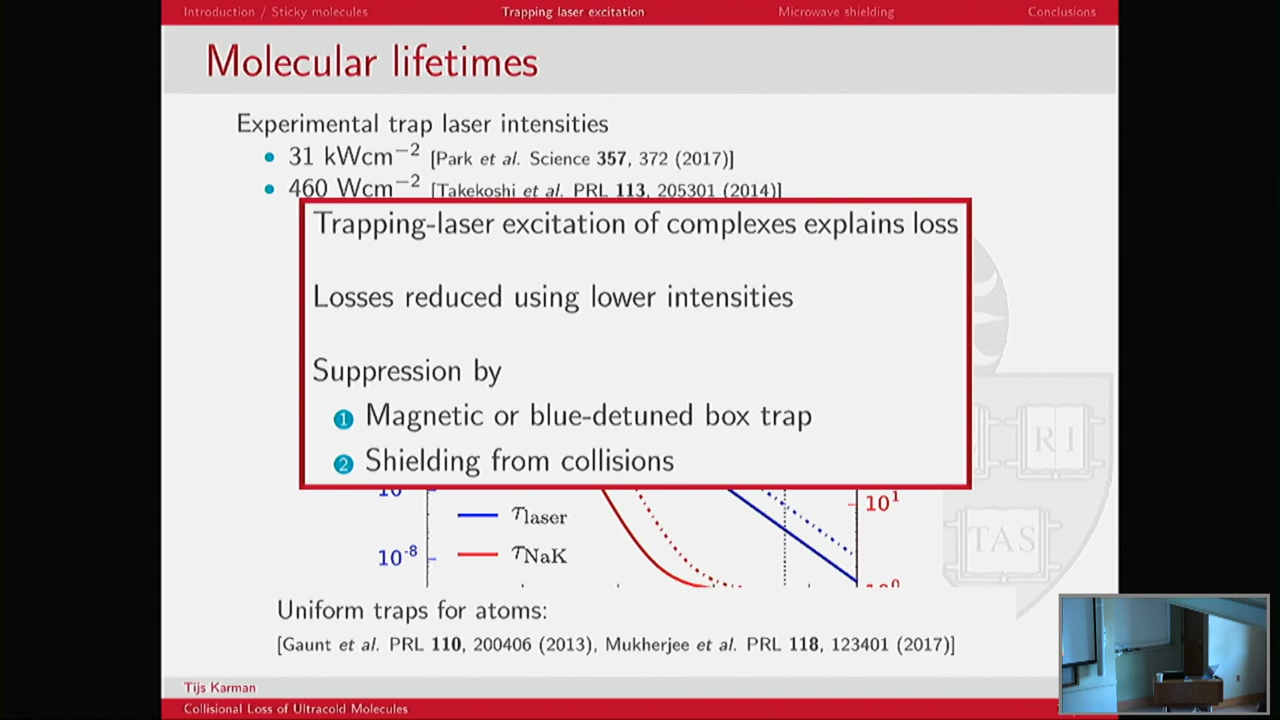 Introduction / Sticky molecules Trapping laser excitation Microwave shielding Conclusions
Molecular lifetimes
Experimental trap laser intensities
• 31 kWcm⁻² [Park et al. Science 357, 372 (2017)]
• 460 Wcm⁻² [Takekoshi et al. PRL 113, 205301 (2014)]
Trapping-laser excitation of complexes explains loss
Losses reduced using lower intensities
Suppression by
1 Magnetic or blue-detuned box trap
2 Shielding from collisions
10¹
τlaser
10⁻⁸
τNaK
RI
TAS
Uniform traps for atoms:
[Gaunt et al. PRL 110, 200406 (2013), Mukherjee et al. PRL 118, 123401 (2017)]
Tijs Karman
Collisional Loss of Ultracold Molecules